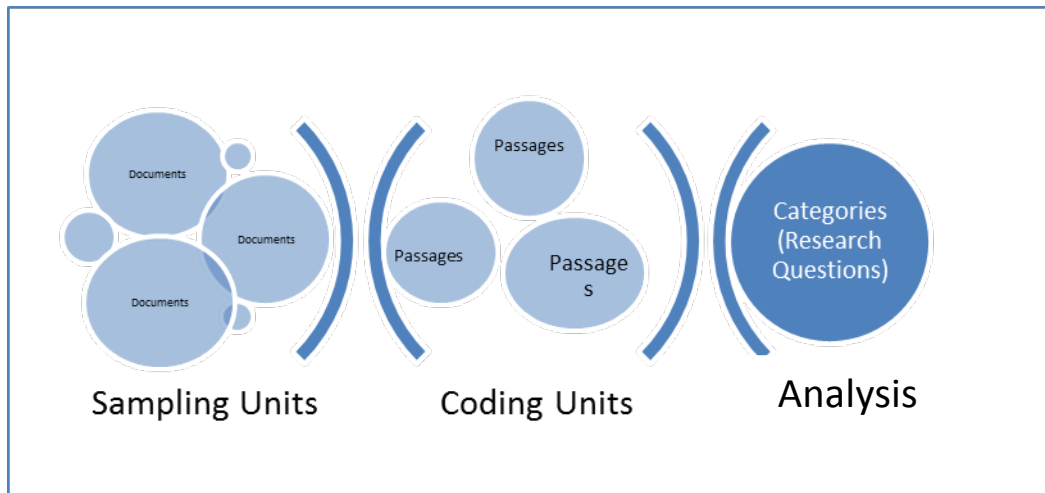 Documents
Documents
Documents
Passages
Passages
Passage
s
Categories
(Research
Questions)
Sampling Units
Coding Units
Analysis